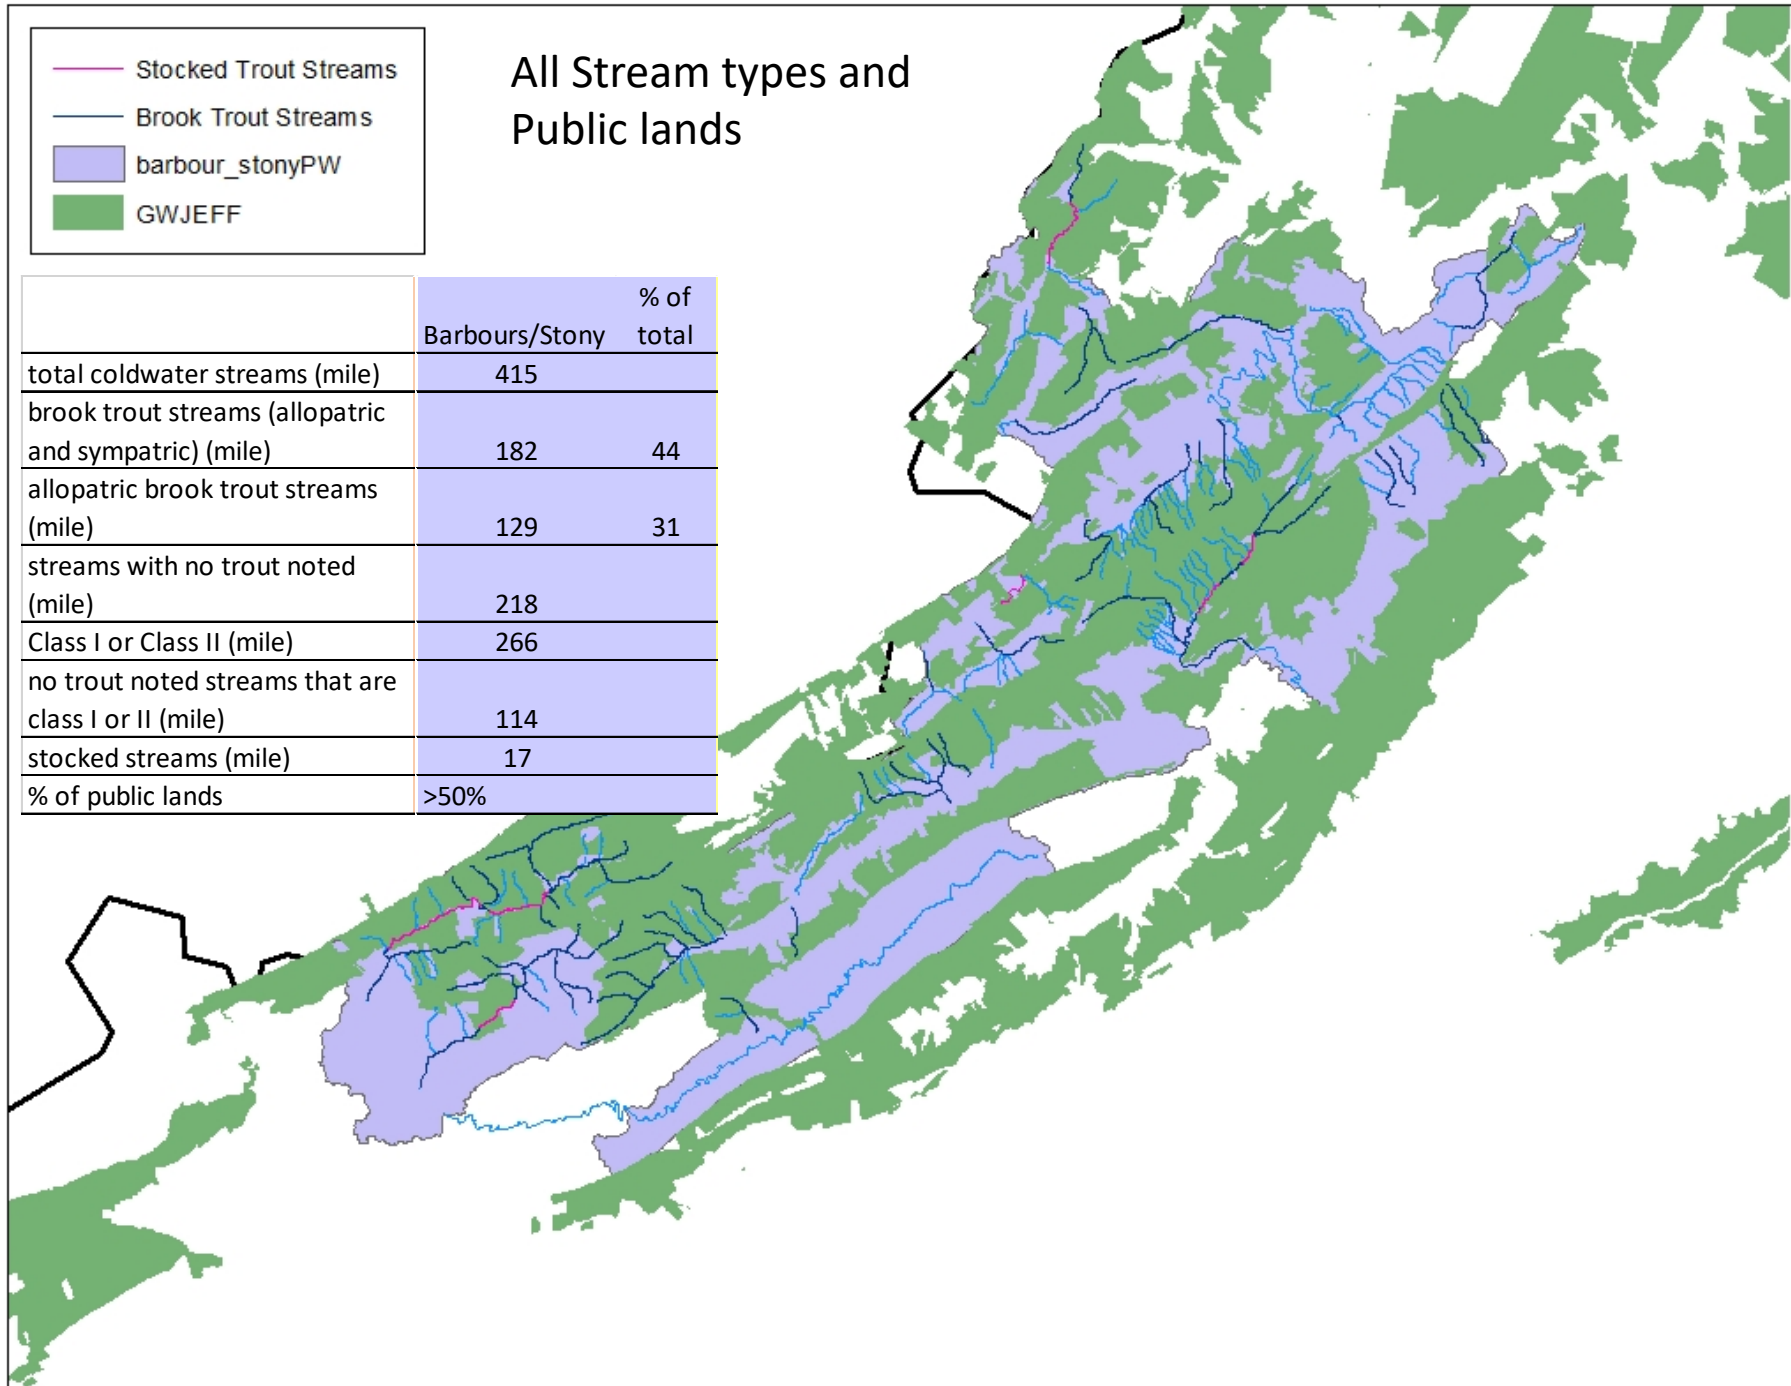 Stocked Trout Streams
Brook Trout Streams
barbour_stonyPW
GWJEFF
All Stream types and
Public lands
% of
Barbours/Stony total
total coldwater streams (mile) 415
brook trout streams (allopatric
and sympatric) (mile) 182 44
allopatric brook trout streams
(mile) 129 31
streams with no trout noted
(mile) 218
Class I or Class II (mile) 266
no trout noted streams that are
class I or II (mile) 114
stocked streams (mile) 17
% of public lands >50%